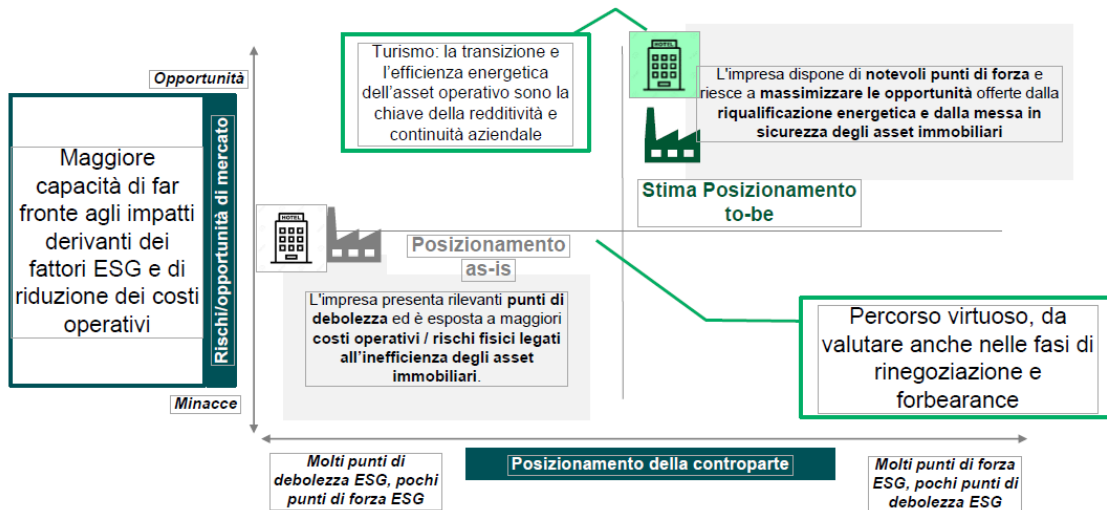 Opportunità
Maggiore
capacità di far
fronte agli impatti
derivanti dei
fattori ESG e di
riduzione dei costi
operativi
Rischi/opportunità di mercato
Minacce
Turismo: la transizione e
l'efficienza energetica
dell'asset operativo sono la
chiave della redditività e
continuità aziendale
HOTEL
L'impresa dispone di notevoli punti di forza e
riesce a massimizzare le opportunità offerte dalla
riqualificazione energetica e dalla messa in
sicurezza degli asset immobiliari
Stima Posizionamento
to-be
HOTEL
Posizionamento
as-is
L'impresa presenta rilevanti punti di
debolezza ed è esposta a maggiori
costi operativi / rischi fisici legati
all'inefficienza degli asset
immobiliari.
Percorso virtuoso, da
valutare anche nelle fasi di
rinegoziazione e
forbearance
Molti punti di
debolezza ESG, pochi
punti di forza ESG
Posizionamento della controparte
Molti punti di forza
ESG, pochi punti di
debolezza ESG